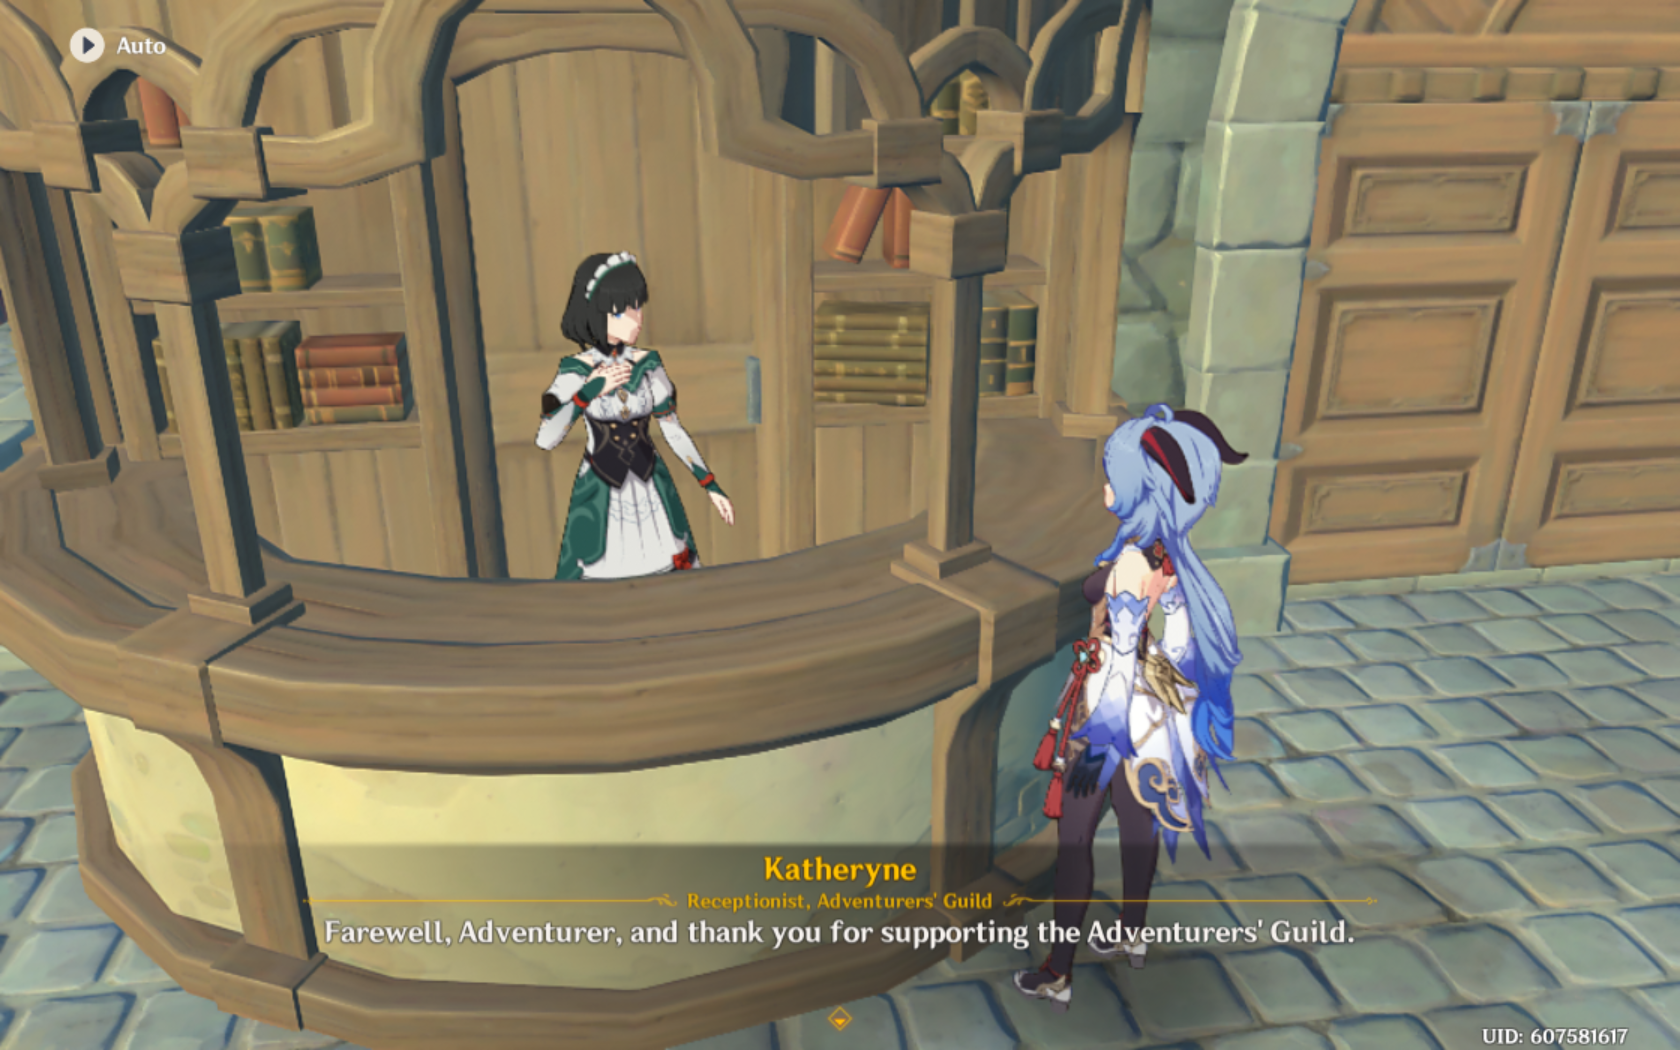 Auto
Katheryne
Receptionist, Adventurers' Guild
Farewell, Adventurer, and thank you for supporting the Adventurers' Guild.
UID: 607581617